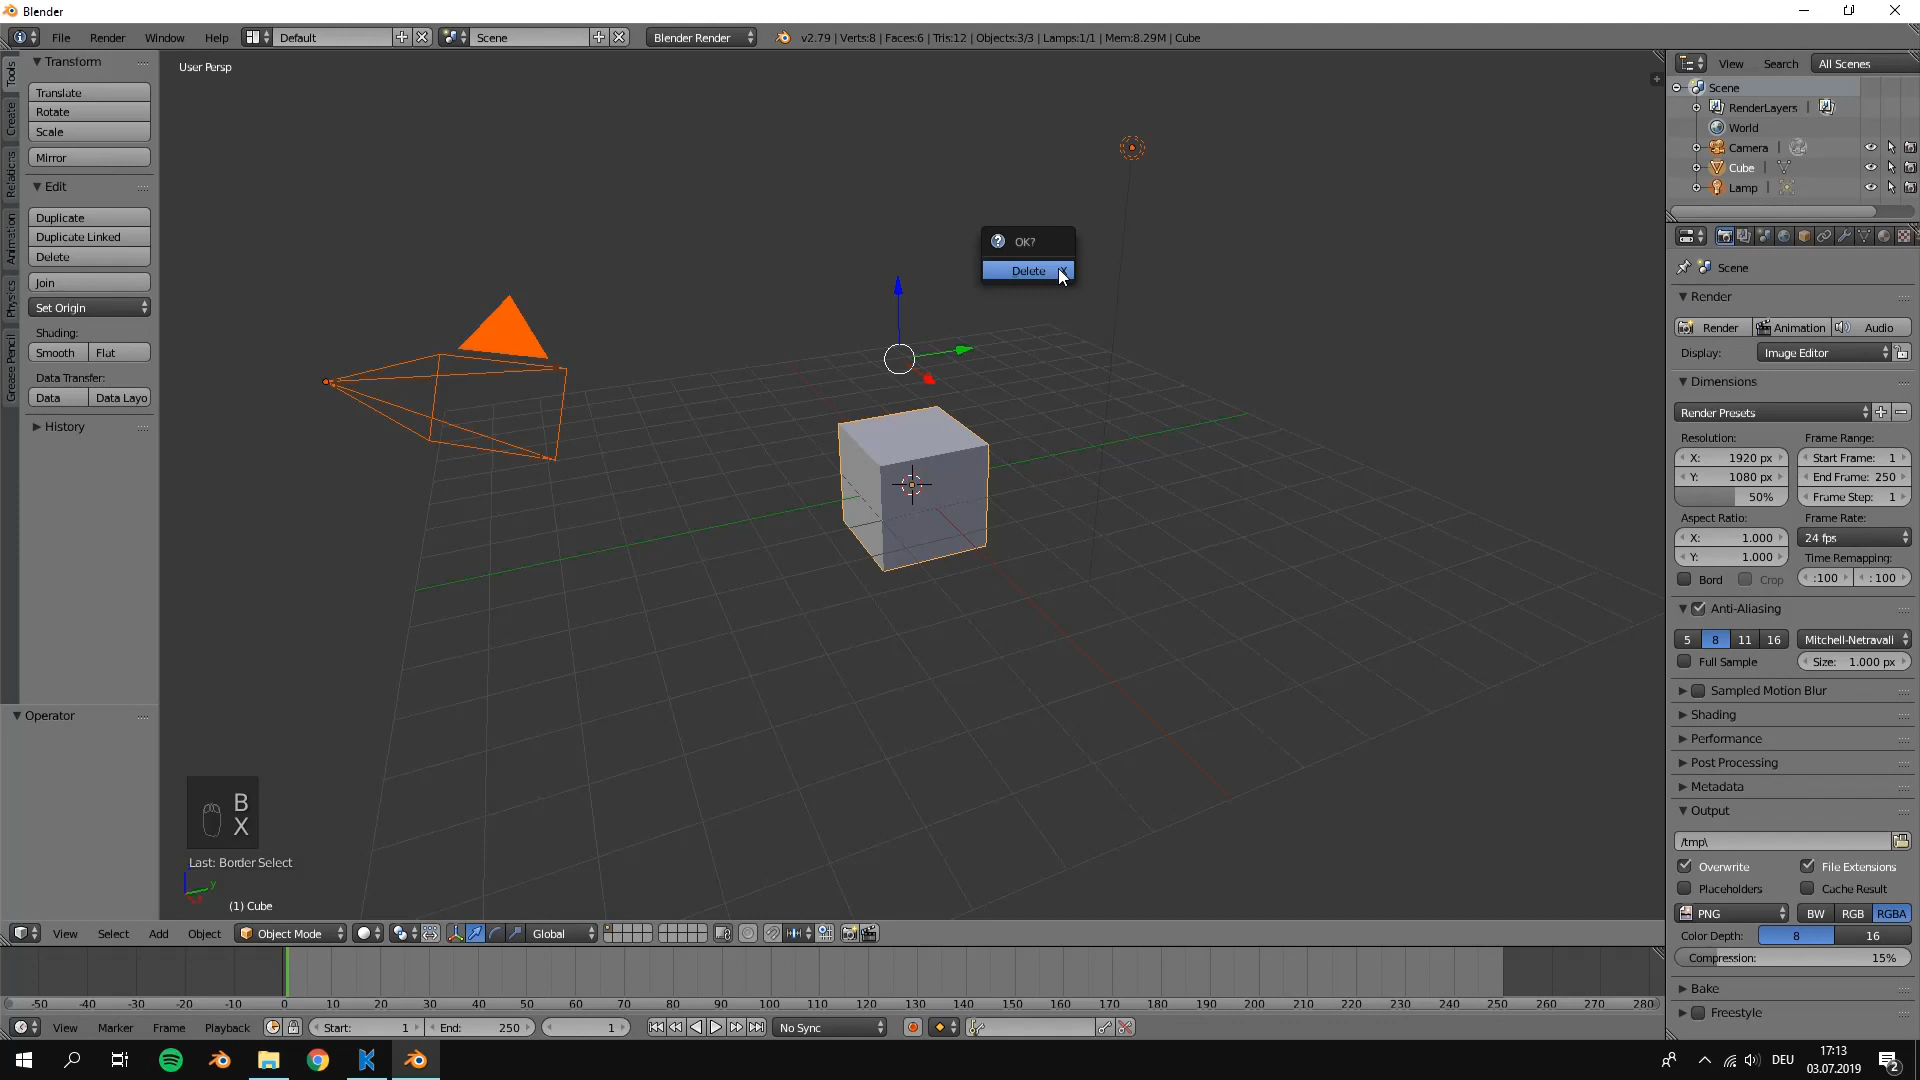 Blender
File Render Window Help Default Scene Blender Render v2.79 | Verts:8 | Faces:6 | Tris:12 | Objects:3/3 | Lamps:1/1 | Mem:8.29M | Cube
Tools
Create
Relations
Animation
Physics
Grease Pencil
Transform
Translate
Rotate
Scale
Mirror
Edit
Duplicate
Duplicate Linked
Delete
Join
Set Origin
Shading:
Smooth Flat
Data Transfer:
Data Data Layo
History
Operator
User Persp
OK?
Delete
B
X
Last: Border Select
y
(1) Cube
View Select Add Object Object Mode Global
-50 -40 -30 -20 -10 0 10 20 30 40 50 60 70 80 90 100 110 120 130 140 150 160 170 180 190 200 210 220 230 240 250 260 270 280
View Marker Frame Playback Start: 1 End: 250 1 No Sync
View Search All Scenes
Scene
RenderLayers |
World
Camera |
Cube |
Lamp |
Scene
Render
Render Animation Audio
Display: Image Editor
Dimensions
Render Presets
Resolution: Frame Range:
X: 1920 px Start Frame: 1
Y: 1080 px End Frame: 250
50% Frame Step: 1
Aspect Ratio: Frame Rate:
X: 1.000 24 fps
Y: 1.000 Time Remapping:
Bord Crop :100 : 100
Anti-Aliasing
5 8 11 16 Mitchell-Netravali
Full Sample Size: 1.000 px
Sampled Motion Blur
Shading
Performance
Post Processing
Metadata
Output
/tmp\
Overwrite File Extensions
Placeholders Cache Result
PNG BW RGB RGBA
Color Depth: 8 16
Compression: 15%
Bake
Freestyle
DEU
17:13
03.07.2019
2